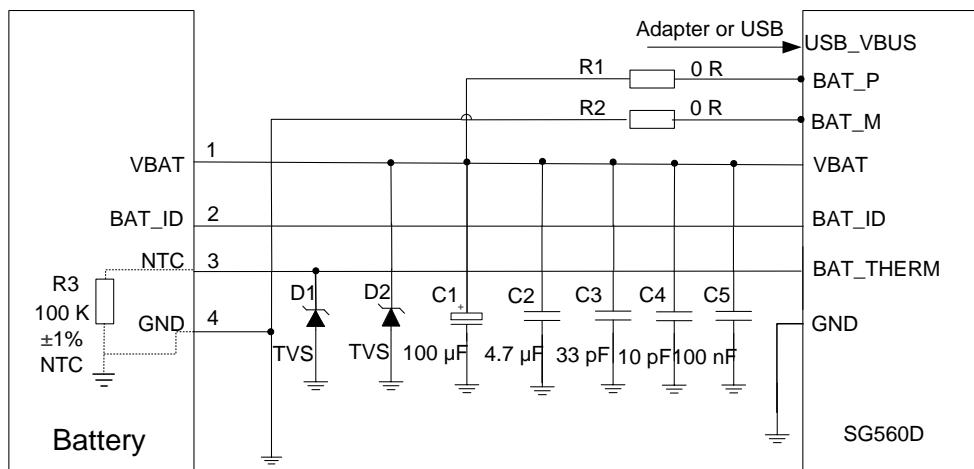 Adapter or USB
USB_VBUS
R1
0 R
BAT_P
R2
0 R
BAT_M
VBAT
1
VBAT
BAT_ID
2
BAT_ID
NTC
3
BAT_THERM
R3
100 K
±1%
NTC
GND
4
D1
D2
C1
+
C2
C3
C4
C5
GND
TVS
TVS
100 µF
4.7 µF
33 pF
10 pF
100 nF
Battery
SG560D